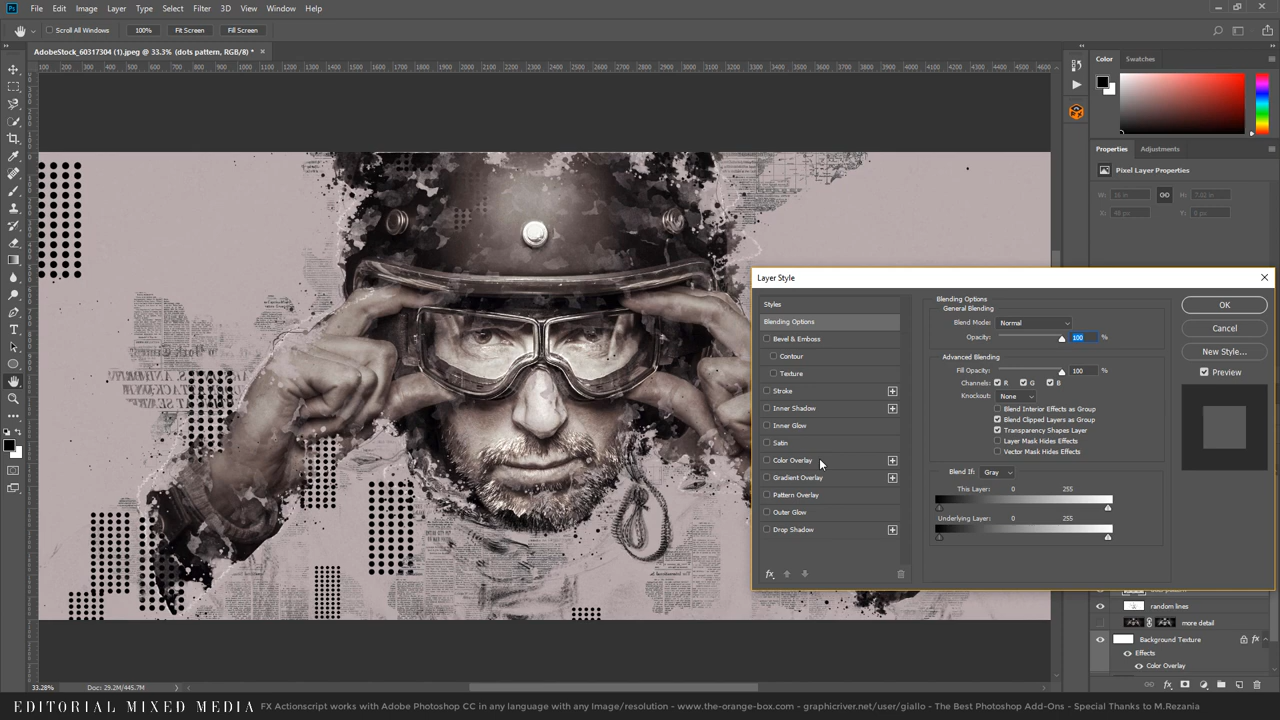 File Edit Image Layer Type Select Filter 3D View Window Help
Scroll All Windows 100% Fit Screen Fill Screen
AdobeStock_60317304 (1).jpeg @ 33.3% (dots pattern, RGB/8) *
Color Swatches
Properties Adjustments
Pixel Layer Properties
W: 16 in H: 7.82 in
Layer Style
Styles
Blending Options
Bevel & Emboss
Contour
Texture
Stroke
Inner Shadow
Inner Glow
Satin
Color Overlay
Gradient Overlay
Pattern Overlay
Outer Glow
Drop Shadow
fx
Blending Options
General Blending
Blend Mode: Normal
Opacity: 100 %
Advanced Blending
Fill Opacity: 100 %
Channels: R G B
Knockout: None
Blend Interior Effects as Group
Blend Clipped Layers as Group
Transparency Shapes Layer
Layer Mask Hides Effects
Vector Mask Hides Effects
Blend If: Gray
This Layer: 0 255
Underlying Layer: 0 255
OK
Cancel
New Style...
Preview
random lines
more detail
Background Texture fx
Effects
Color Overlay
33.28% Doc: 29.2M/445.7M
EDITORIAL MIXED MEDIA FX Actionscript works with Adobe Photoshop CC in any language with any Image/resolution - www.the-orange-box.com - graphicriver.net/user/giallo - The Best Photoshop Add-Ons - Special Thanks to M.Rezania